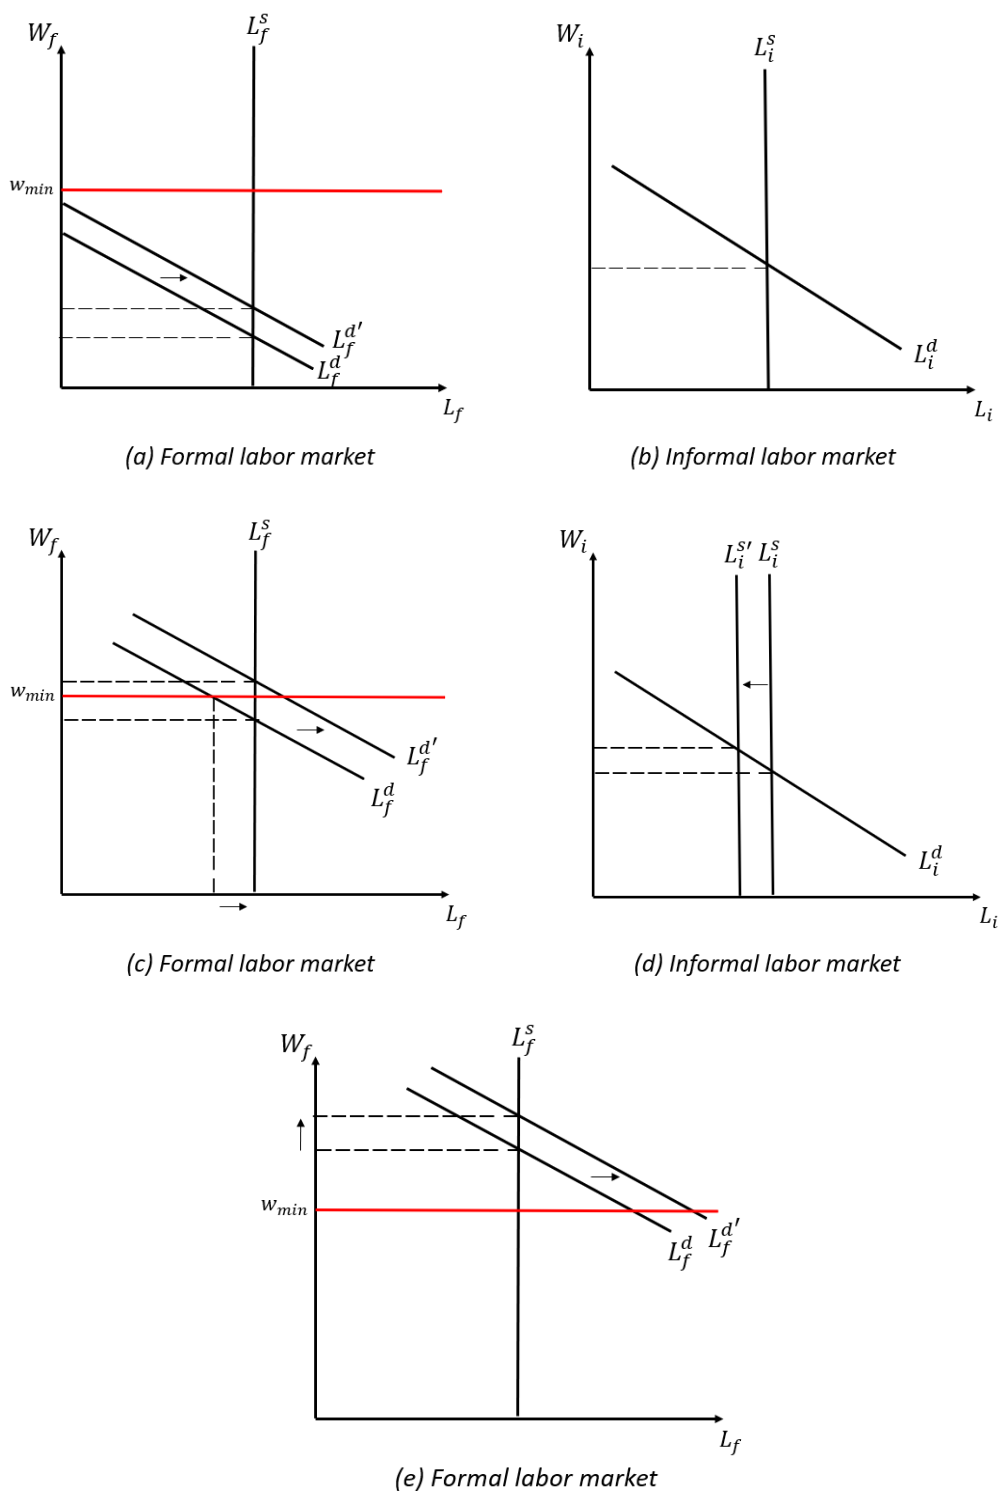 W_f L_f^s
w_min
L_f^d'
L_f^d
L_f
(a) Formal labor market
W_i L_i^s
L_i^d
L_i
(b) Informal labor market
W_f L_f^s
w_min
L_f^d'
L_f^d
L_f
(c) Formal labor market
W_i L_i^s' L_i^s
L_i^d
L_i
(d) Informal labor market
W_f L_f^s
w_min
L_f^d L_f^d'
L_f
(e) Formal labor market